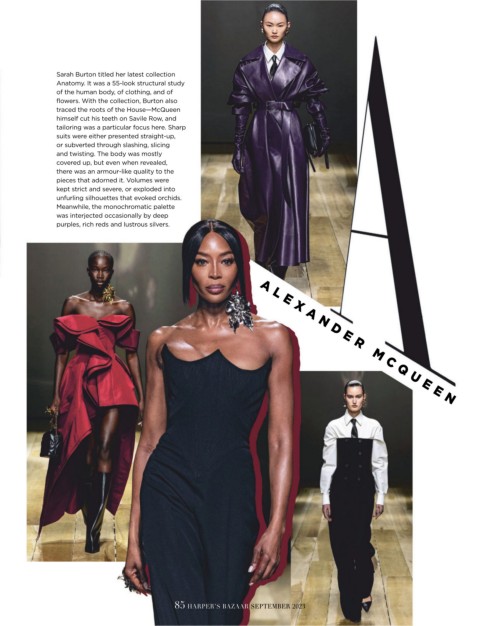 Sarah Burton titled her latest collection
Anatomy. It was a 55-look structural study
of the human body, of clothing, and of
flowers. With the collection, Burton also
traced the roots of the House—McQueen
himself cut his teeth on Savile Row, and
tailoring was a particular focus here. Sharp
suits were either presented straight-up,
or subverted through slashing, slicing
and twisting. The body was mostly
covered up, but even when revealed,
there was an armour-like quality to the
pieces that adorned it. Volumes were
kept strict and severe, or exploded into
unfurling silhouettes that evoked orchids.
Meanwhile, the monochromatic palette
was interjected occasionally by deep
purples, rich reds and lustrous silvers.
A
ALEXANDER MCQUEEN
85 HARPER'S BAZAAR SEPTEMBER 2023